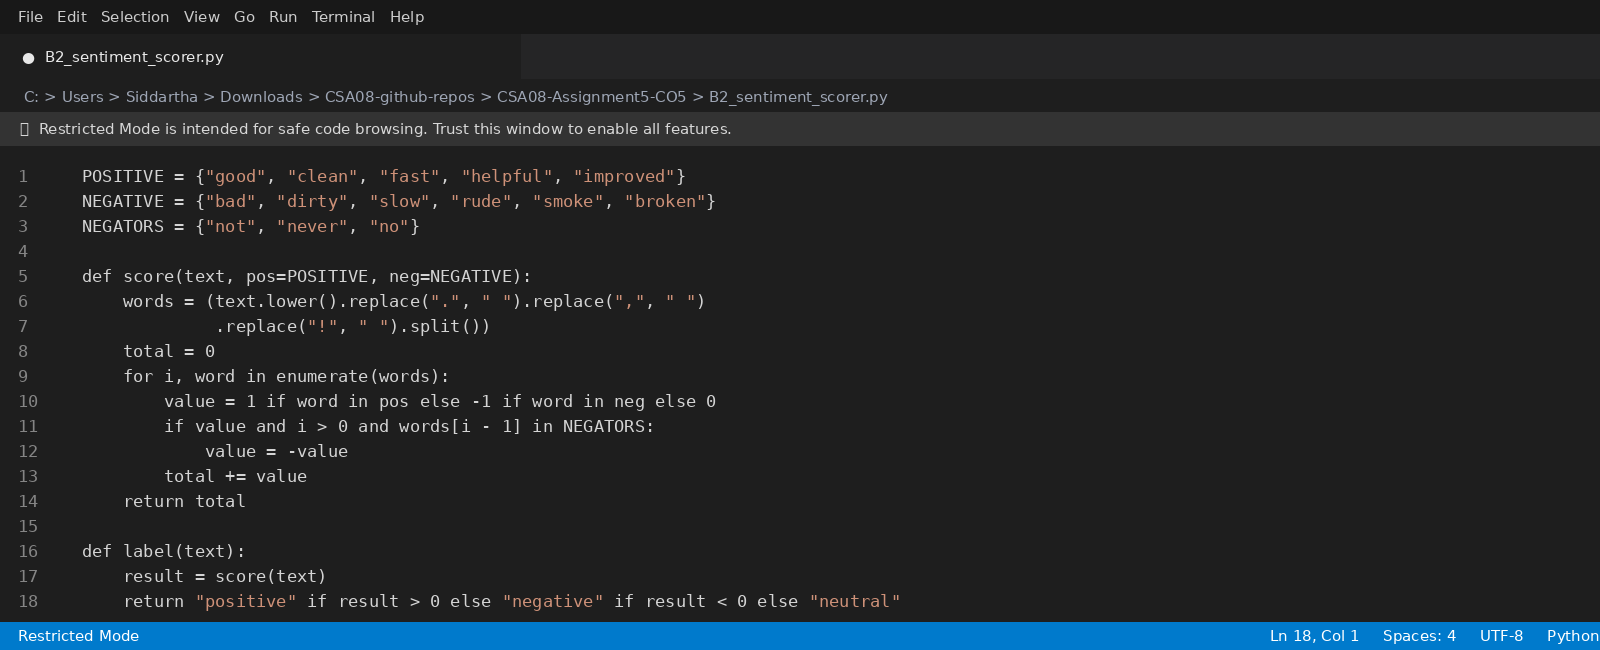 File Edit Selection View Go Run Terminal Help
● B2_sentiment_scorer.py
C: > Users > Siddartha > Downloads > CSA08-github-repos > CSA08-Assignment5-CO5 > B2_sentiment_scorer.py
Restricted Mode is intended for safe code browsing. Trust this window to enable all features.
1 POSITIVE = {"good", "clean", "fast", "helpful", "improved"}
2 NEGATIVE = {"bad", "dirty", "slow", "rude", "smoke", "broken"}
3 NEGATORS = {"not", "never", "no"}
4
5 def score(text, pos=POSITIVE, neg=NEGATIVE):
6     words = (text.lower().replace(".", " ").replace(",", " ")
7              .replace("!", " ").split())
8     total = 0
9     for i, word in enumerate(words):
10         value = 1 if word in pos else -1 if word in neg else 0
11         if value and i > 0 and words[i - 1] in NEGATORS:
12             value = -value
13         total += value
14     return total
15
16 def label(text):
17     result = score(text)
18     return "positive" if result > 0 else "negative" if result < 0 else "neutral"
Restricted Mode Ln 18, Col 1 Spaces: 4 UTF-8 Python